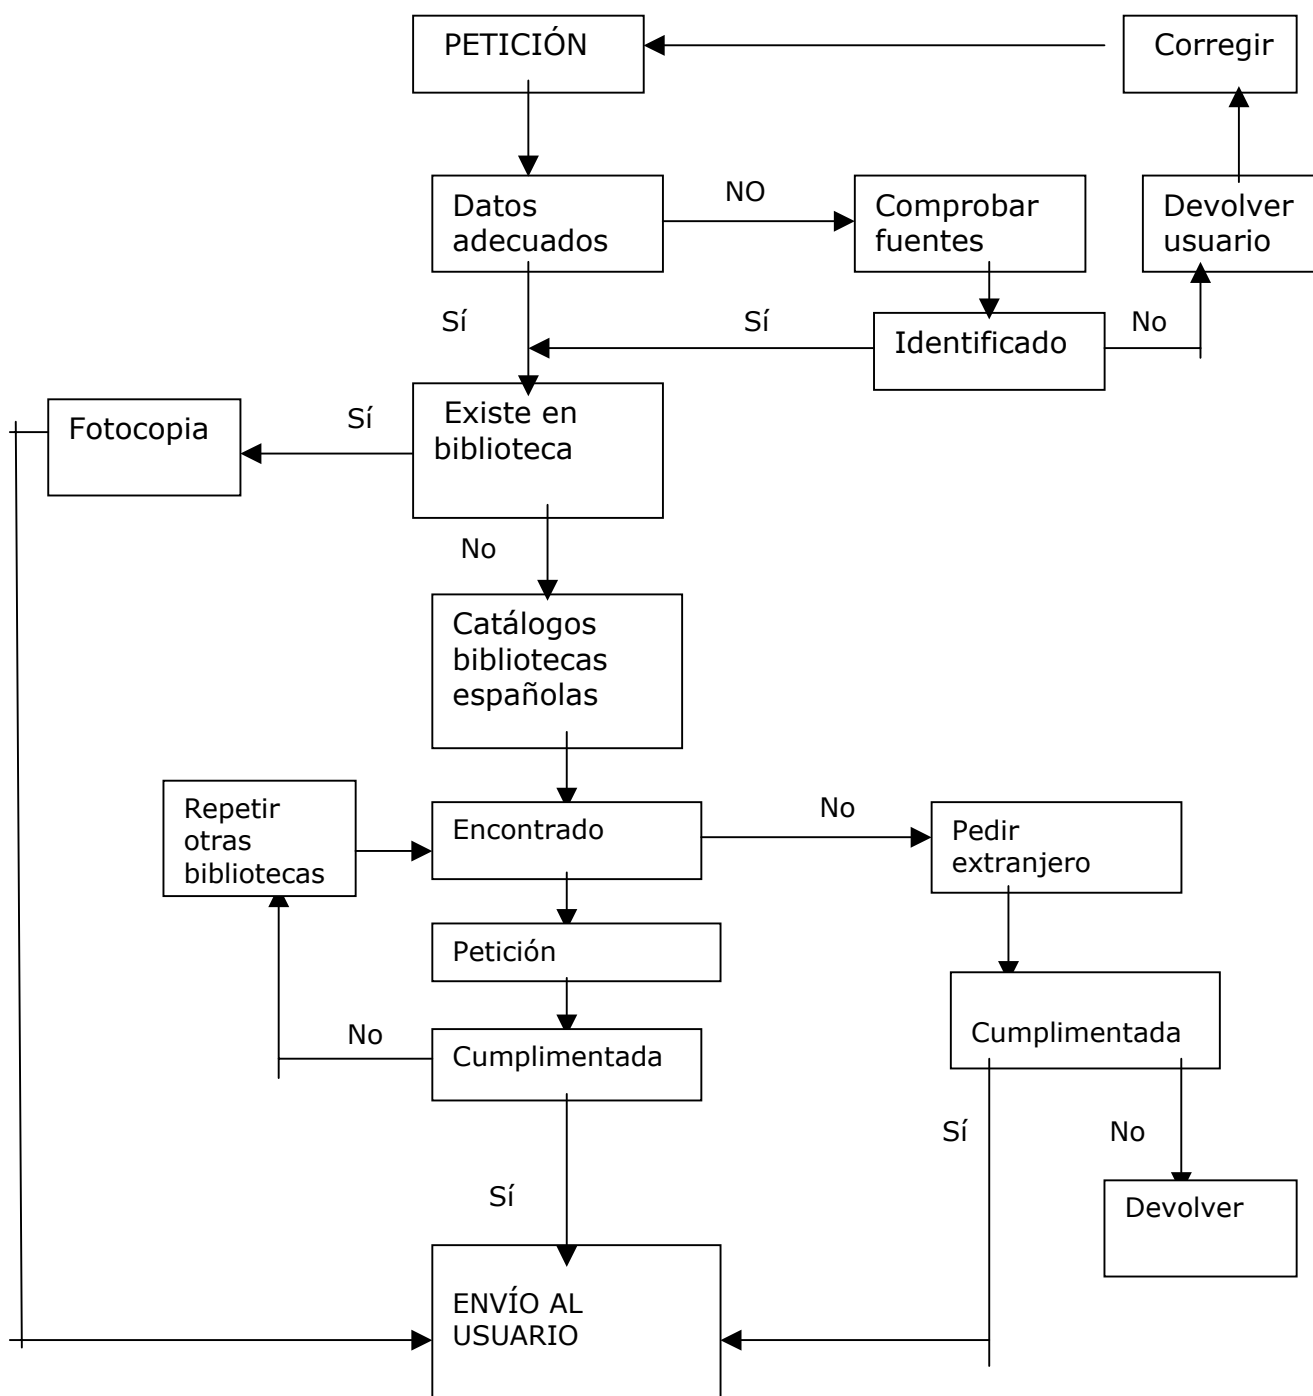 PETICIÓN
Corregir
Datos
adecuados
NO
Comprobar
fuentes
Devolver
usuario
Sí
Sí
Identificado
No
Fotocopia
Sí
Existe en
biblioteca
No
Catálogos
bibliotecas
españolas
Repetir
otras
bibliotecas
Encontrado
No
Pedir
extranjero
Petición
No
Cumplimentada
Cumplimentada
Sí
No
Sí
Devolver
ENVÍO AL
USUARIO